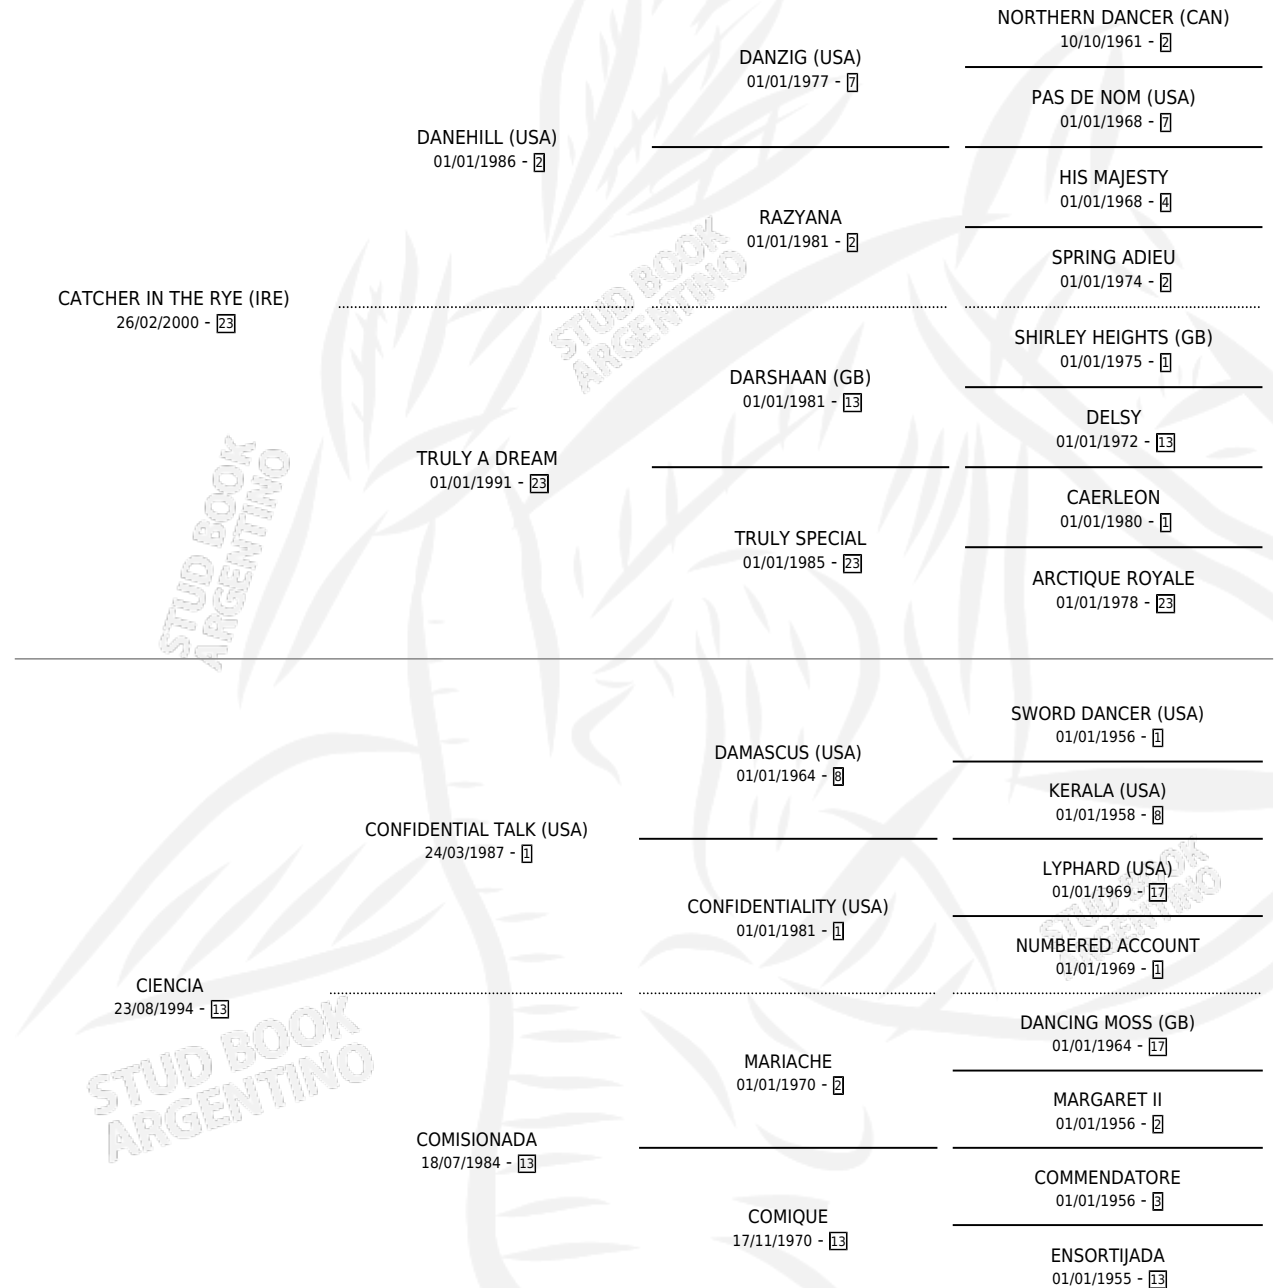 NORTHERN DANCER (CAN)
10/10/1961 - 2
DANZIG (USA)
01/01/1977 - 7
PAS DE NOM (USA)
01/01/1968 - 7
DANEHILL (USA)
01/01/1986 - 2
HIS MAJESTY
01/01/1968 - 4
RAZYANA
01/01/1981 - 2
SPRING ADIEU
01/01/1974 - 2
CATCHER IN THE RYE (IRE)
26/02/2000 - 23
STUD BOOK
ARGENTINO
SHIRLEY HEIGHTS (GB)
01/01/1975 - 1
DARSHAAN (GB)
01/01/1981 - 13
DELSY
01/01/1972 - 13
TRULY A DREAM
01/01/1991 - 23
CAERLEON
01/01/1980 - 1
TRULY SPECIAL
01/01/1985 - 23
ARCTIQUE ROYALE
01/01/1978 - 23
STUD BOOK
ARGENTINO
SWORD DANCER (USA)
01/01/1956 - 1
DAMASCUS (USA)
01/01/1964 - 8
KERALA (USA)
01/01/1958 - 8
CONFIDENTIAL TALK (USA)
24/03/1987 - 1
LYPHARD (USA)
01/01/1969 - 17
CONFIDENTIALITY (USA)
01/01/1981 - 1
STUD BOOK
ARGENTINO
NUMBERED ACCOUNT
01/01/1969 - 1
CIENCIA
23/08/1994 - 13
DANCING MOSS (GB)
01/01/1964 - 17
MARIACHE
01/01/1970 - 2
STUD BOOK
ARGENTINO
MARGARET II
01/01/1956 - 2
COMISIONADA
18/07/1984 - 13
COMMENDATORE
01/01/1956 - 3
COMIQUE
17/11/1970 - 13
ENSORTIJADA
01/01/1955 - 13